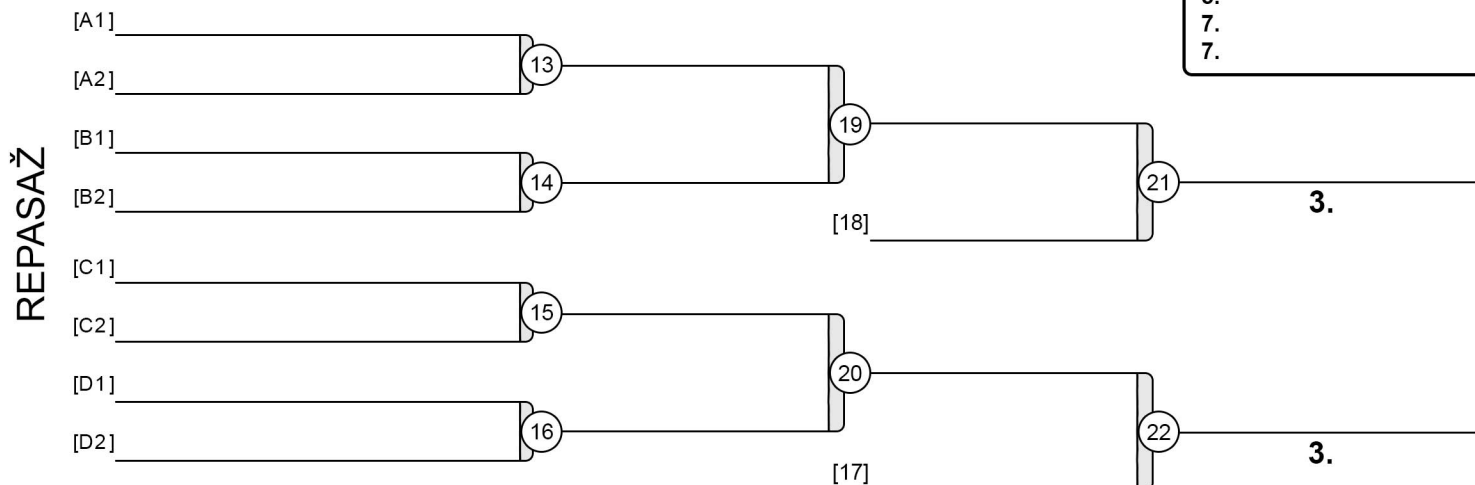 7.
7.
REPASAŽ
[A1]
[A2]
13
[B1]
[B2]
14
19
[18]
21
3.
[C1]
[C2]
15
[D1]
[D2]
16
20
[17]
22
3.